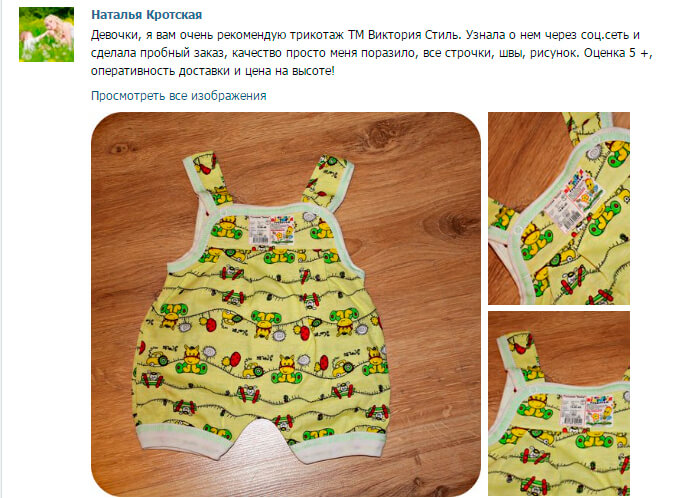 Наталья Кротская
Девочки, я вам очень рекомендую трикотаж ТМ Виктория Стиль. Узнала о нем через соц.сеть и
сделала пробный заказ, качество просто меня поразило, все строчки, швы, рисунок. Оценка 5 +,
оперативность доставки и цена на высоте!
Просмотреть все изображения